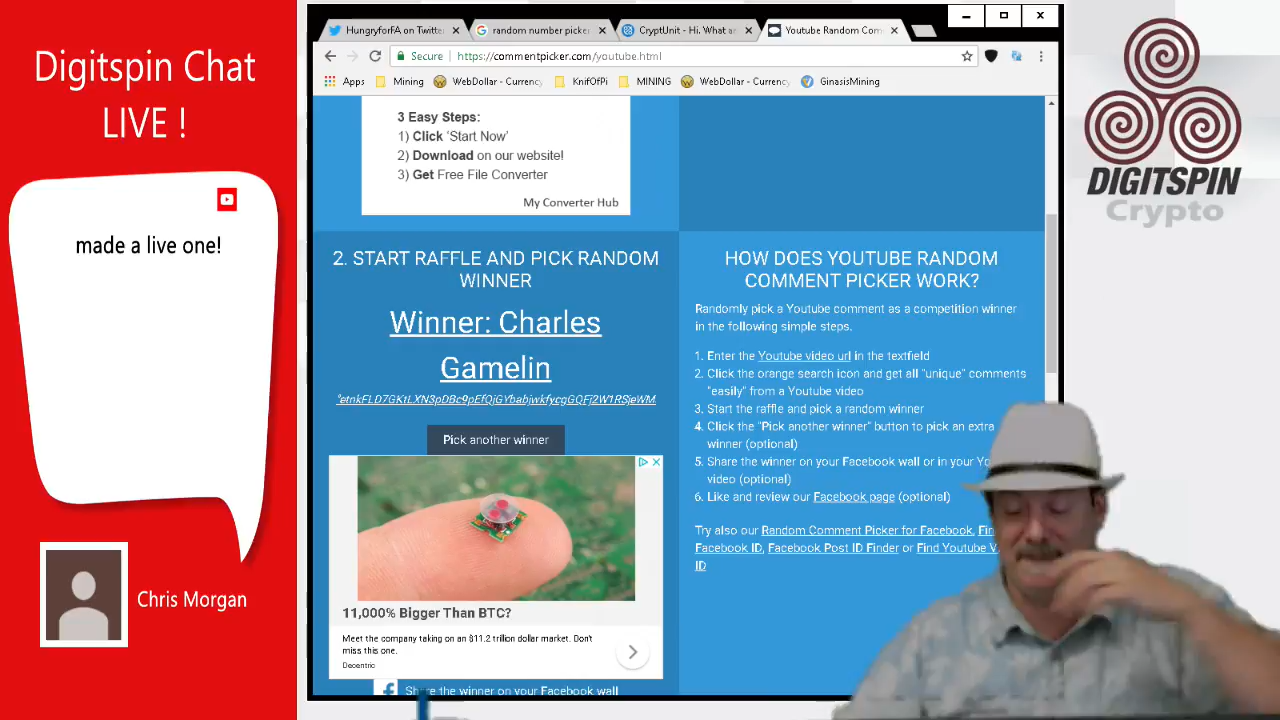 Digitspin Chat
LIVE !
made a live one!
Chris Morgan
HungryforFA on Twitte
random number picker
CryptUnit - Hi. What a
Youtube Random Com
Secure
https://commentpicker.com/youtube.html
Apps
Mining
WebDollar - Currency
KnifOfPi
MINING
WebDollar - Currency
GinasisMining
3 Easy Steps:
1) Click 'Start Now'
2) Download on our website!
3) Get Free File Converter
My Converter Hub
2. START RAFFLE AND PICK RANDOM
WINNER
Winner: Charles
Gamelin
Pick another winner
11,000% Bigger Than BTC?
Meet the company taking on an $11.2 trillion dollar market. Don't
miss this one.
Decentric
Share the winner on your Facebook wall
HOW DOES YOUTUBE RANDOM
COMMENT PICKER WORK?
Randomly pick a Youtube comment as a competition winner
in the following simple steps.
1. Enter the Youtube video url in the textfield
2. Click the orange search icon and get all "unique" comments
"easily" from a Youtube video
3. Start the raffle and pick a random winner
4. Click the "Pick another winner" button to pick an extra
winner (optional)
5. Share the winner on your Facebook wall or in your Yo
video (optional)
6. Like and review our Facebook page (optional)
Try also our Random Comment Picker for Facebook, Fin
Facebook ID, Facebook Post ID Finder or Find Youtube V
ID
DIGITSPIN
Crypto